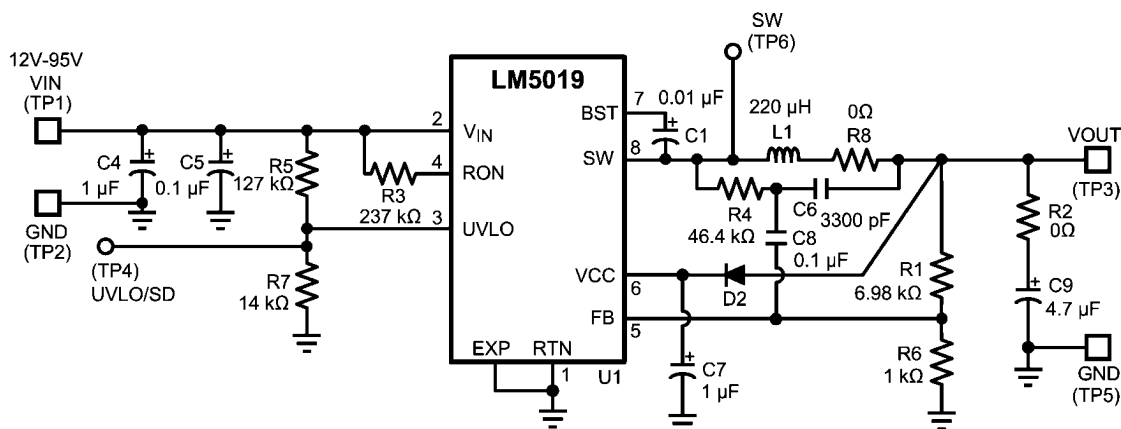 SW
(TP6)
12V-95V
VIN
(TP1)
LM5019
BST
7
0.01 µF
C1
220 µH
L1
0Ω
R8
VOUT
(TP3)
2
VIN
SW
8
C4
1 µF
C5
0.1 µF
R5
127 kΩ
4
RON
R3
237 kΩ
R4
46.4 kΩ
C6
3300 pF
C8
0.1 µF
R2
0Ω
GND
(TP2)
3
UVLO
(TP4)
UVLO/SD
R7
14 kΩ
VCC
6
D2
R1
6.98 kΩ
C9
4.7 µF
FB
5
EXP
RTN
1
U1
C7
1 µF
R6
1 kΩ
GND
(TP5)